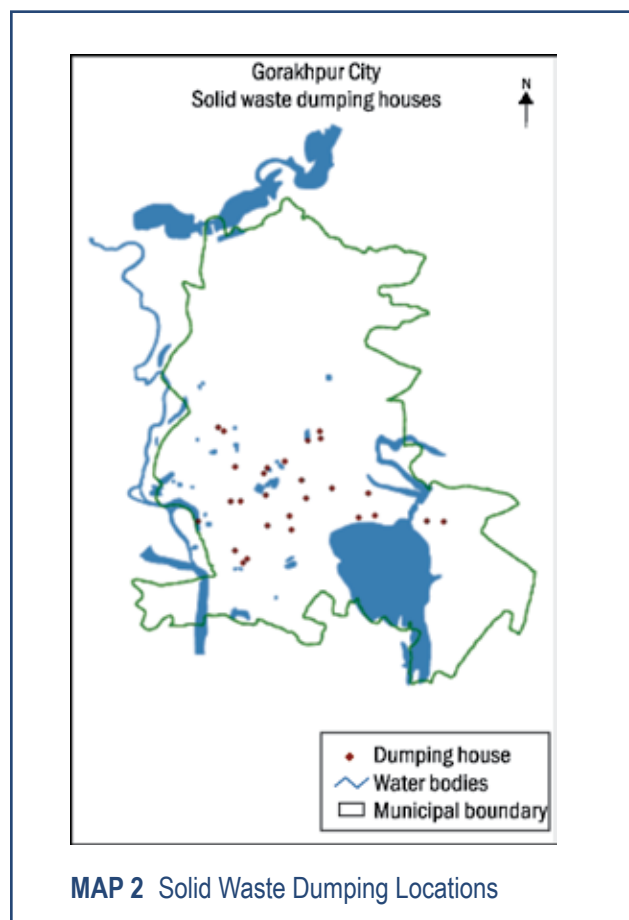 Gorakhpur City
Solid waste dumping houses
N
Dumping house
Water bodies
Municipal boundary
MAP 2 Solid Waste Dumping Locations